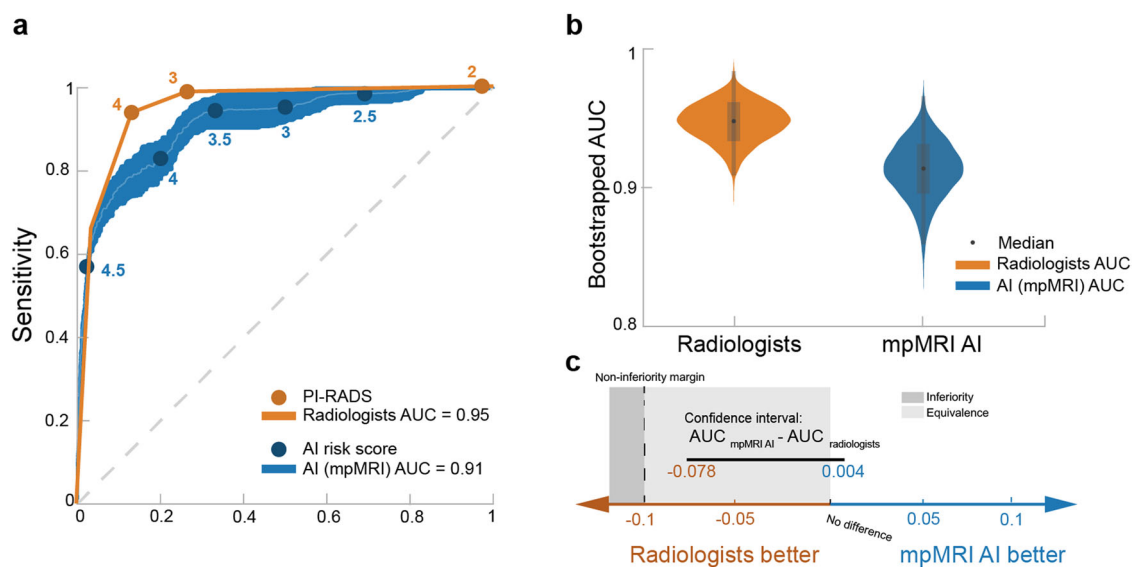 a
Sensitivity
1
0.8
0.6
0.4
0.2
0
0
0.2
0.4
0.6
0.8
1
4
3
2
4.5
4
3.5
3
2.5
PI-RADS
Radiologists AUC = 0.95
AI risk score
AI (mpMRI) AUC = 0.91
b
Bootstrapped AUC
1
0.9
0.8
Median
Radiologists AUC
AI (mpMRI) AUC
Radiologists
mpMRI AI
c
Non-inferiority margin
Inferiority
Equivalence
Confidence interval:
AUC mpMRI AI - AUC radiologists
-0.078
0.004
-0.1
-0.05
No difference
0.05
0.1
Radiologists better
mpMRI AI better